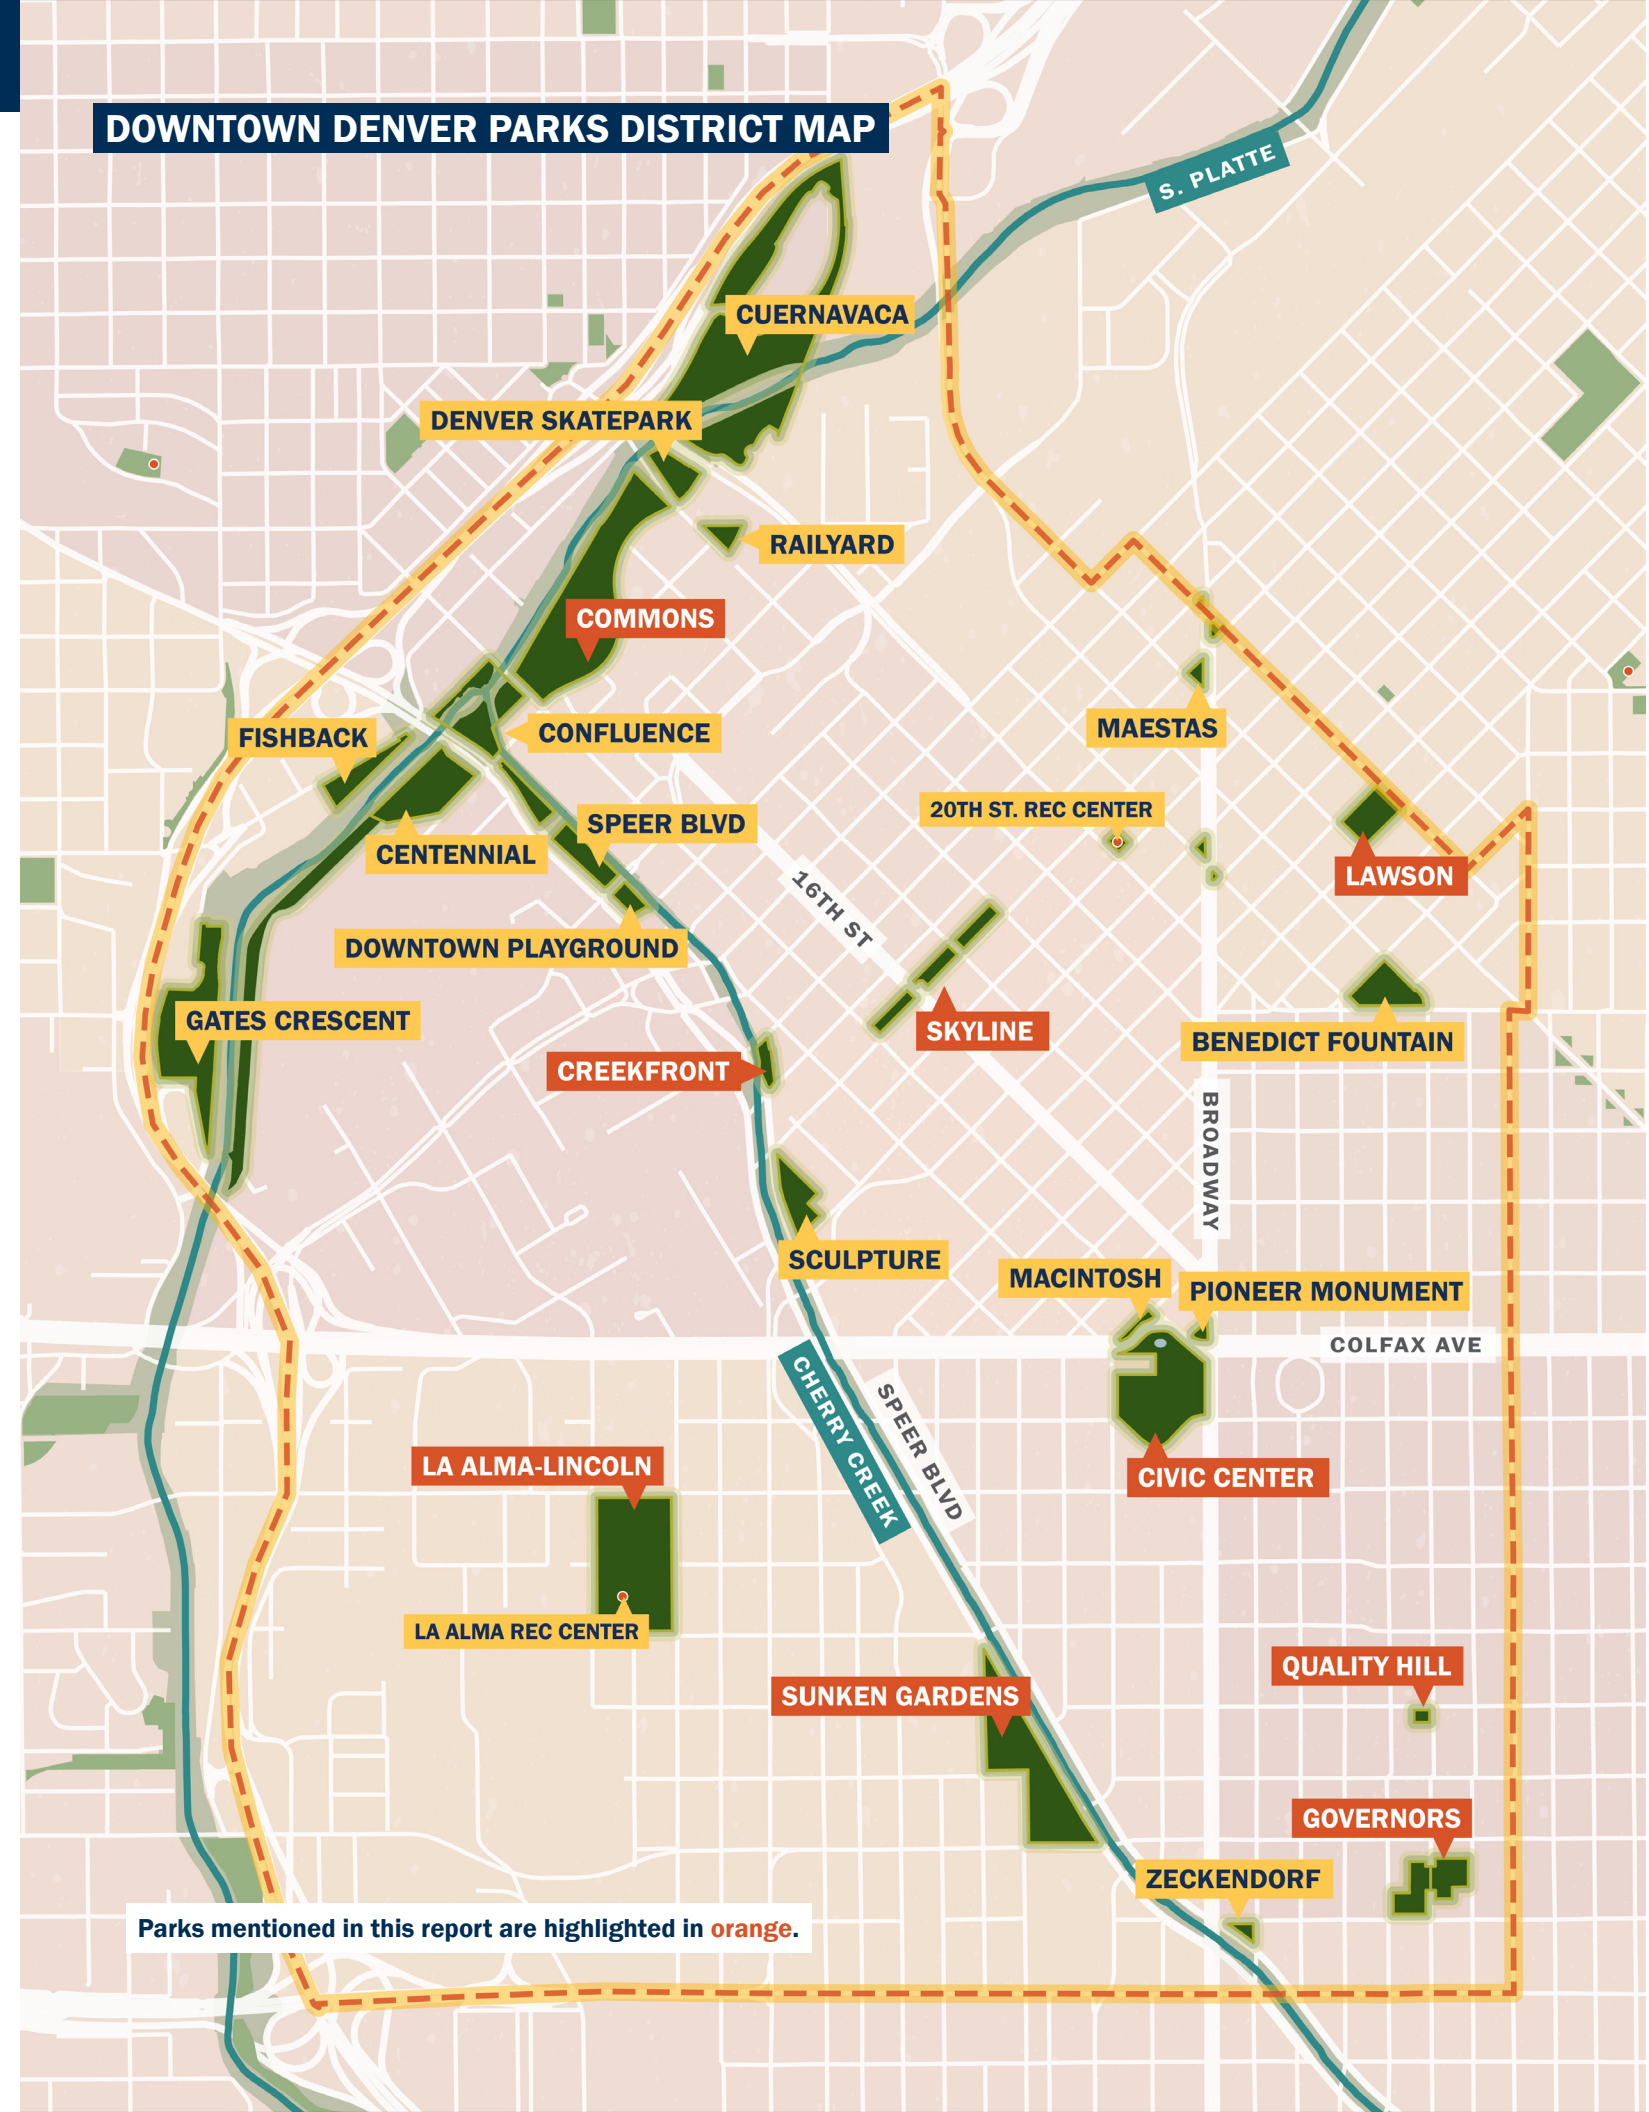 DOWNTOWN DENVER PARKS DISTRICT MAP
S. PLATTE
CUERNAVACA
DENVER SKATEPARK
RAILYARD
COMMONS
FISHBACK
CONFLUENCE
MAESTAS
20TH ST. REC CENTER
SPEER BLVD
CENTENNIAL
LAWSON
16TH ST
DOWNTOWN PLAYGROUND
GATES CRESCENT
SKYLINE
BENEDICT FOUNTAIN
CREEKFRONT
BROADWAY
SCULPTURE
MACINTOSH
PIONEER MONUMENT
COLFAX AVE
CHERRY CREEK
SPEER BLVD
LA ALMA-LINCOLN
CIVIC CENTER
LA ALMA REC CENTER
QUALITY HILL
SUNKEN GARDENS
GOVERNORS
ZECKENDORF
Parks mentioned in this report are highlighted in orange.